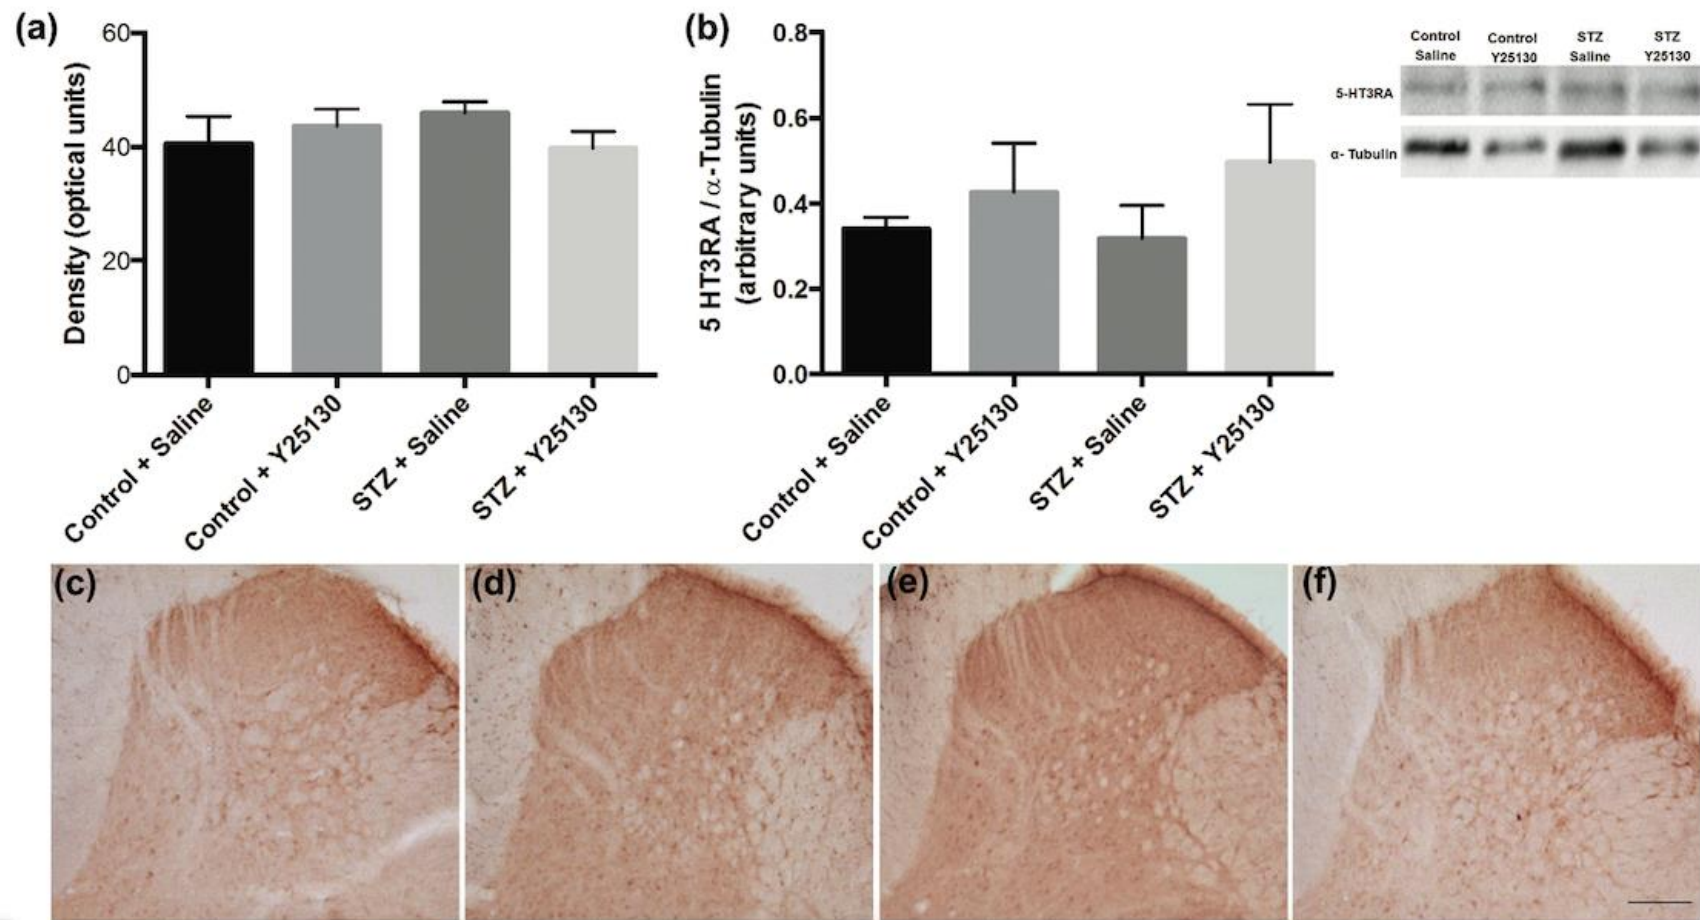 (a)
60
40
20
0
Density (optical units)
Control + Saline
Control + Y25130
STZ + Saline
STZ + Y25130
(b)
0.8
0.6
0.4
0.2
0.0
5 HT3RA / α-Tubulin
(arbitrary units)
Control + Saline
Control + Y25130
STZ + Saline
STZ + Y25130
Control
Saline
Control
Y25130
STZ
Saline
STZ
Y25130
5-HT3RA
α- Tubulin
(c)
(d)
(e)
(f)